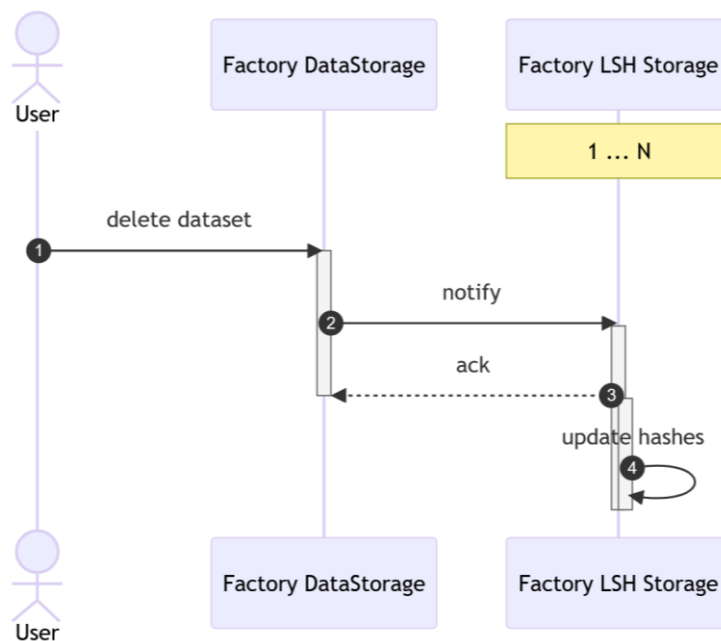 User
Factory DataStorage
Factory LSH Storage
1 ... N
delete dataset
1
notify
2
ack
3
update hashes
4
Factory DataStorage
Factory LSH Storage
User